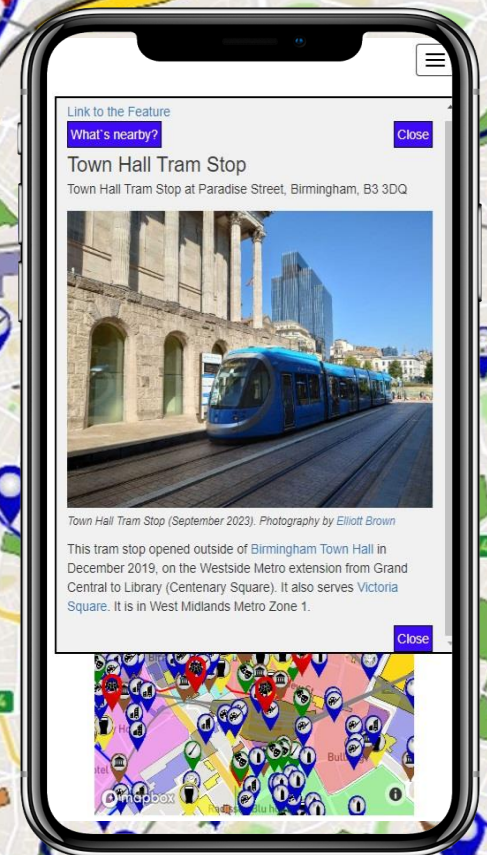 Link to the Feature
What`s nearby? Close
Town Hall Tram Stop
Town Hall Tram Stop at Paradise Street, Birmingham, B3 3DQ
Town Hall Tram Stop (September 2023). Photography by Elliott Brown
This tram stop opened outside of Birmingham Town Hall in
December 2019, on the Westside Metro extension from Grand
Central to Library (Centenary Square). It also serves Victoria
Square. It is in West Midlands Metro Zone 1.
Close
mapbox